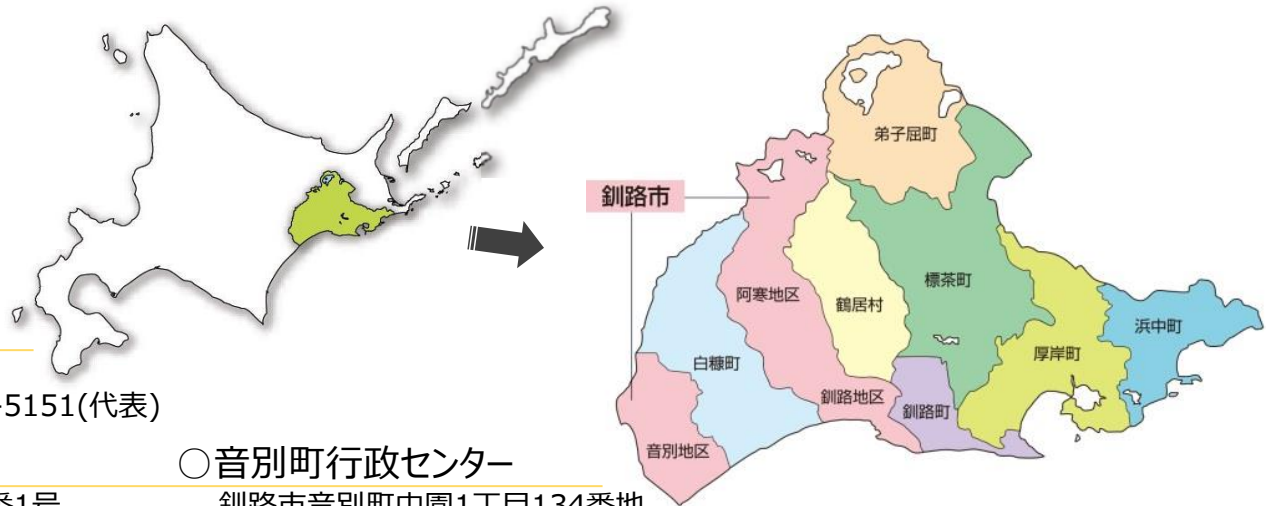 弟子屈町
釧路市
標茶町
阿寒地区
鶴居村
浜中町
厚岸町
白糠町
釧路地区
釧路町
音別地区
5151(代表)
○音別町行政センター
番1号
釧路市音別町中園1丁目134番地